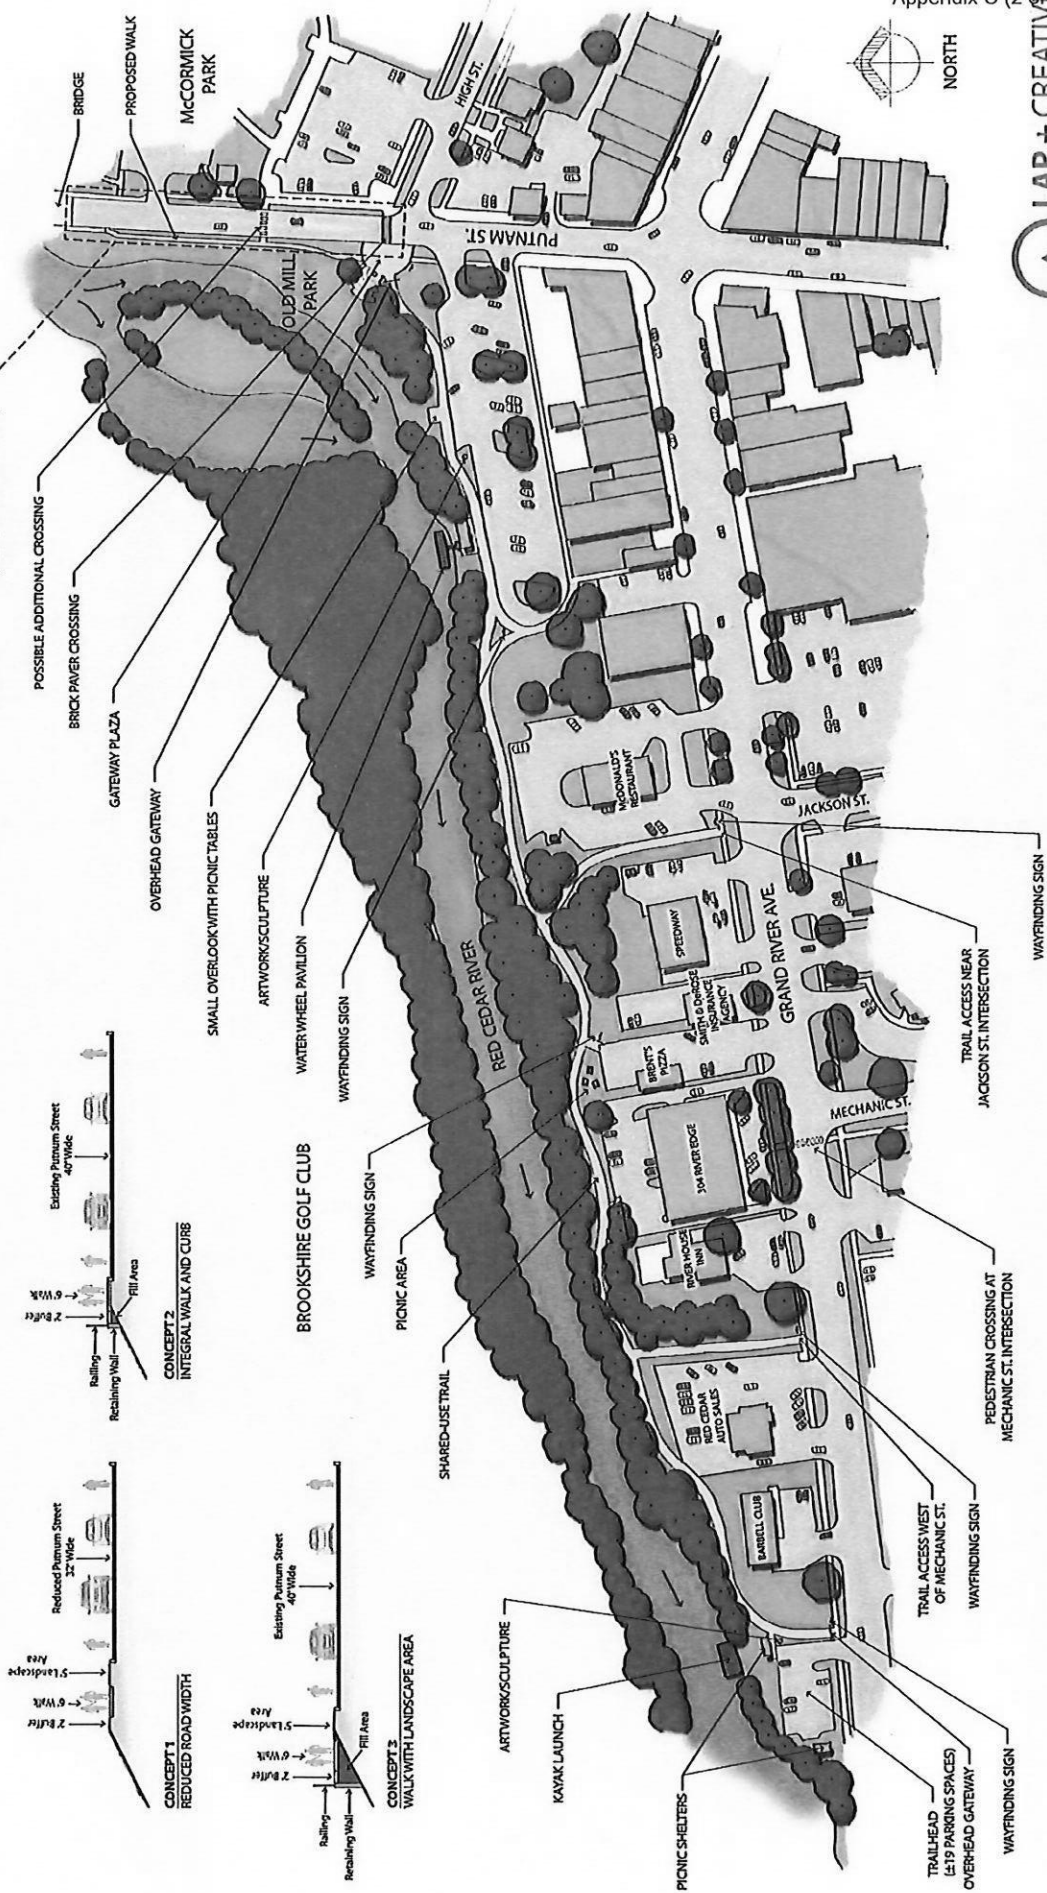 Appendix C (2 of
NORTH
LAP+CREATIVE
BRIDGE
PROPOSED WALK
McCORMICK
PARK
HIGH ST.
PUTNAM ST.
OLD MILL
PARK
POSSIBLE ADDITIONAL CROSSING
BRICK PAVER CROSSING
GATEWAY PLAZA
OVERHEAD GATEWAY
SMALL OVERLOOK WITH PICNIC TABLES
ARTWORK/SCULPTURE
WATER WHEEL PAVILION
WAYFINDING SIGN
BROOKSHIRE GOLF CLUB
WAYFINDING SIGN
PICNIC AREA
SHARED-USE TRAIL
RED CEDAR RIVER
McDONALD'S
RESTAURANT
JACKSON ST.
SPEEDWAY
SMITH & DeROSE
INSURANCE
AGENCY
BRENT'S
PIZZA
304 RIVER EDGE
RIVER HOUSE
INN
GRAND RIVER AVE.
MECHANIC ST.
RED CEDAR
AUTO SALES
BARBELL CLUB
WAYFINDING SIGN
TRAIL ACCESS NEAR
JACKSON ST. INTERSECTION
PEDESTRIAN CROSSING AT
MECHANIC ST. INTERSECTION
TRAIL ACCESS WEST
OF MECHANIC ST.
WAYFINDING SIGN
ARTWORK/SCULPTURE
KAYAK LAUNCH
PICNIC SHELTERS
TRAILHEAD
(±19 PARKING SPACES)
OVERHEAD GATEWAY
WAYFINDING SIGN
2' Buffer
6' Walk
5' Landscape
Area
Reduced Putnum Street
32' Wide
CONCEPT 1
REDUCED ROAD WIDTH
Railing
Retaining Wall
2' Buffer
6' Walk
Fill Area
Existing Putnum Street
40' Wide
CONCEPT 2
INTEGRAL WALK AND CURB
Railing
Retaining Wall
2' Buffer
6' Walk
5' Landscape
Area
Fill Area
Existing Putnum Street
40' Wide
CONCEPT 3
WALK WITH LANDSCAPE AREA